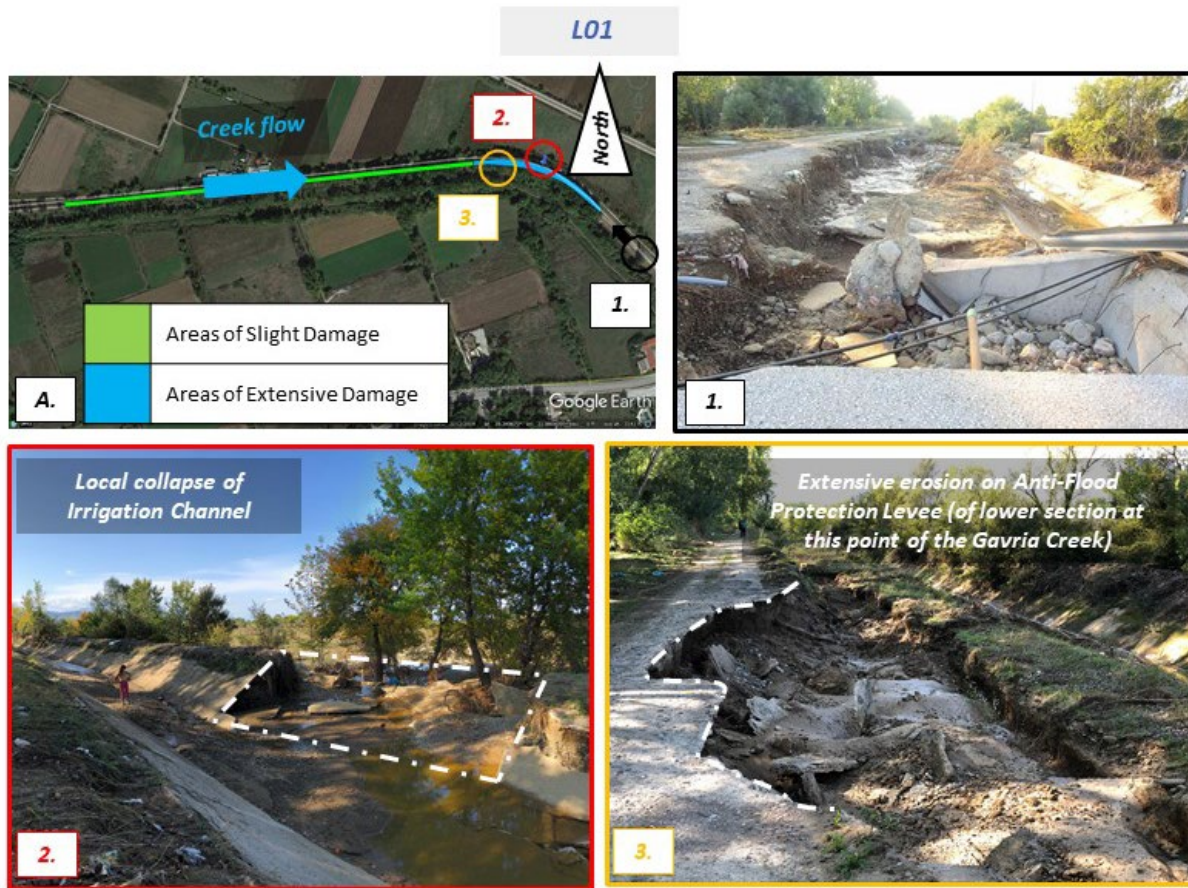 L01
Creek flow
2.
North
3.
1.
Areas of Slight Damage
Areas of Extensive Damage
A.
Google Earth
1.
Local collapse of
Irrigation Channel
2.
Extensive erosion on Anti-Flood
Protection Levee (of lower section at
this point of the Gavria Creek)
3.